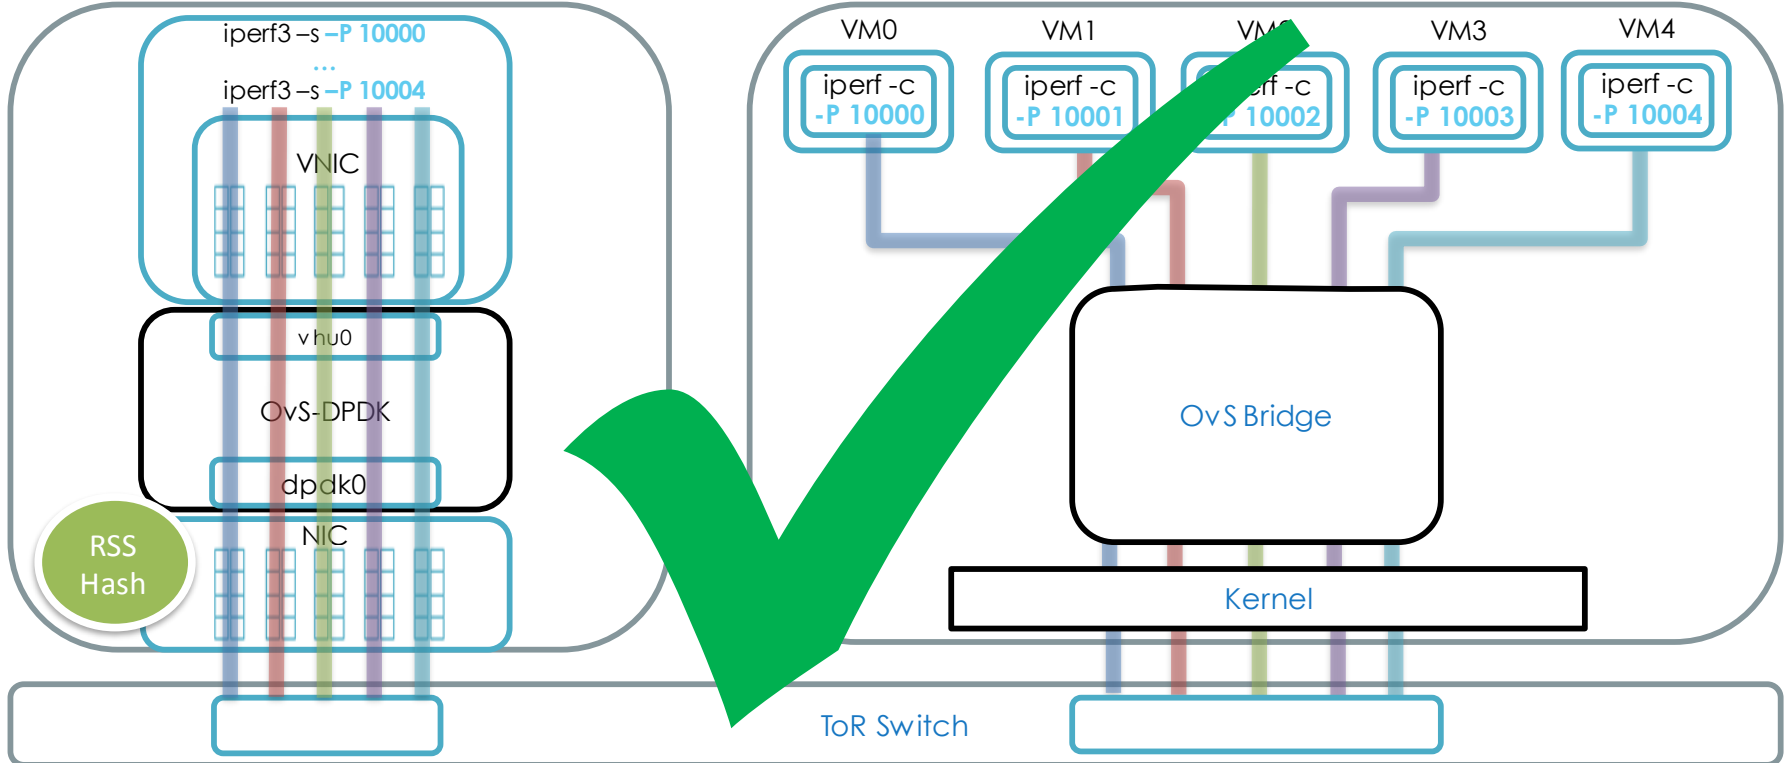 iperf3 –s –P 10000
...
iperf3 –s –P 10004
VNIC
vhu0
OvS-DPDK
dpdk0
NIC
RSS
Hash
VM0
iperf -c
-P 10000
VM1
iperf -c
-P 10001
10002
VM3
iperf -c
-P 10003
VM4
iperf -c
-P 10004
OvS Bridge
Kernel
ToR Switch